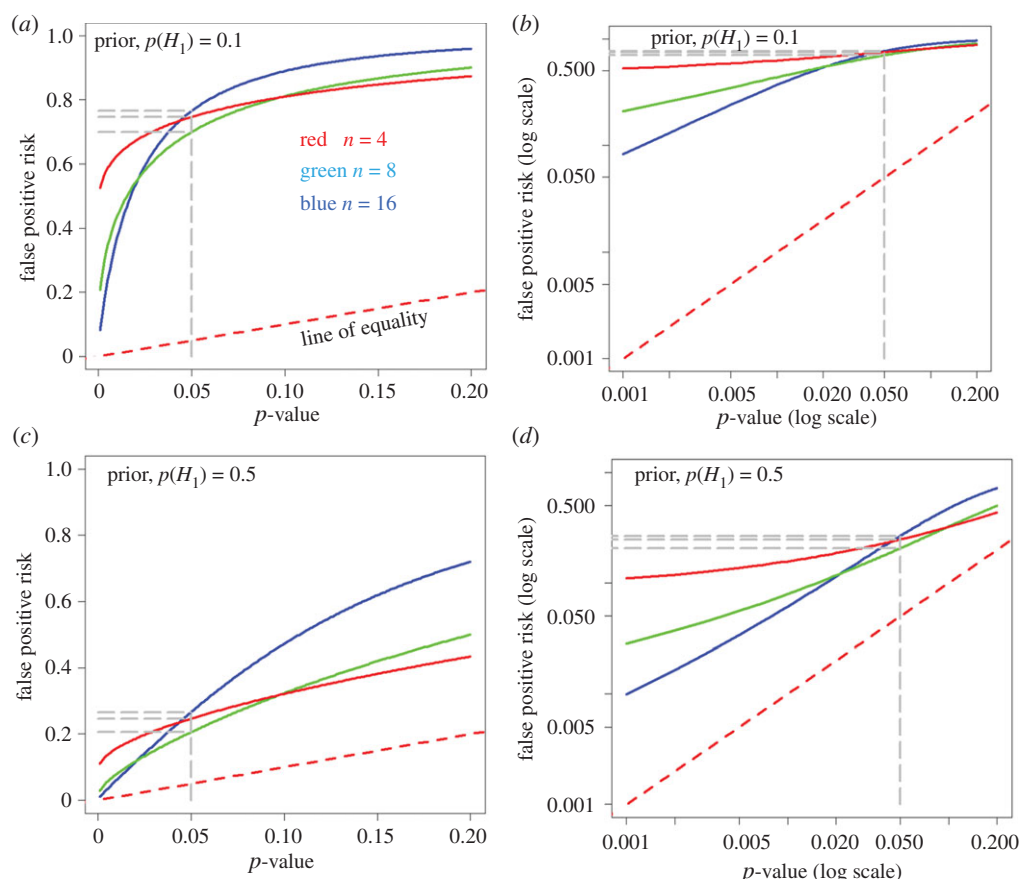 (a)
prior, p(H1) = 0.1
1.0
0.8
0.6
0.4
0.2
0
false positive risk
red n = 4
green n = 8
blue n = 16
line of equality
0
0.05
0.10
0.15
0.20
p-value
(b)
prior, p(H1) = 0.1
0.500
0.050
0.005
0.001
false positive risk (log scale)
0.001
0.005
0.020
0.050
0.200
p-value (log scale)
(c)
prior, p(H1) = 0.5
1.0
0.8
0.6
0.4
0.2
0
false positive risk
0
0.05
0.10
0.15
0.20
p-value
(d)
prior, p(H1) = 0.5
0.500
0.050
0.005
0.001
false positive risk (log scale)
0.001
0.005
0.020
0.050
0.200
p-value (log scale)